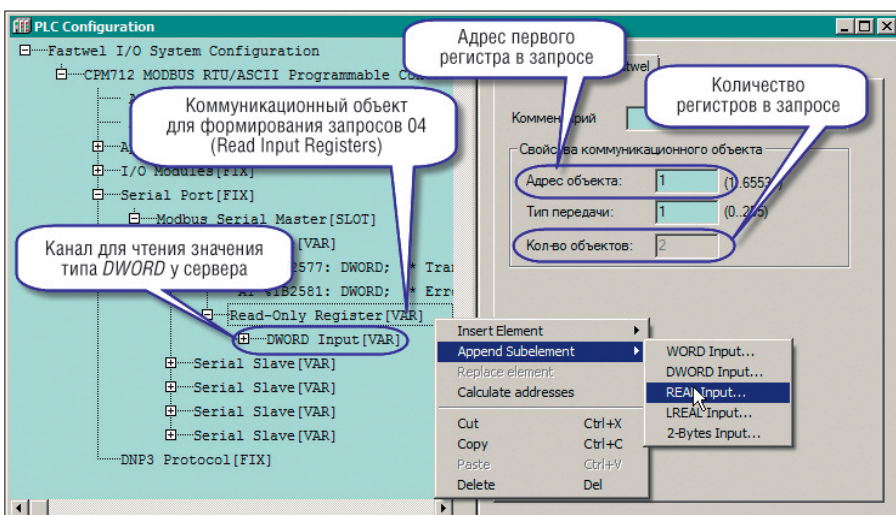 PLC Configuration
Fastwel I/O System Configuration
CPM712 MODBUS RTU/ASCII Programmable
Адрес первого
регистра в запросе
Количество
регистров в запросе
Коммуникационный объект
для формирования запросов 04
(Read Input Registers)
Свойства коммуникационного объекта
Адрес объекта: 1
Тип передачи: 1 (0..255)
Кол-во объектов: 2
I/O Modules[FIX]
Serial Port[FIX]
Modbus Serial Master[SLOT]
Канал для чтения значения
типа DWORD у сервера
[VAR]
2577: DWORD;
%IB2581: DWORD;
Read-Only Register[VAR]
DWORD Input[VAR]
Serial Slave[VAR]
Serial Slave[VAR]
Serial Slave[VAR]
Serial Slave[VAR]
DNP3 Protocol[FIX]
Insert Element
Append Subelement
Replace element
Calculate addresses
Cut Ctrl+X
Copy Ctrl+C
Paste Ctrl+V
Delete Del
WORD Input...
DWORD Input...
REAL Input...
LREAL Input...
2-Bytes Input...